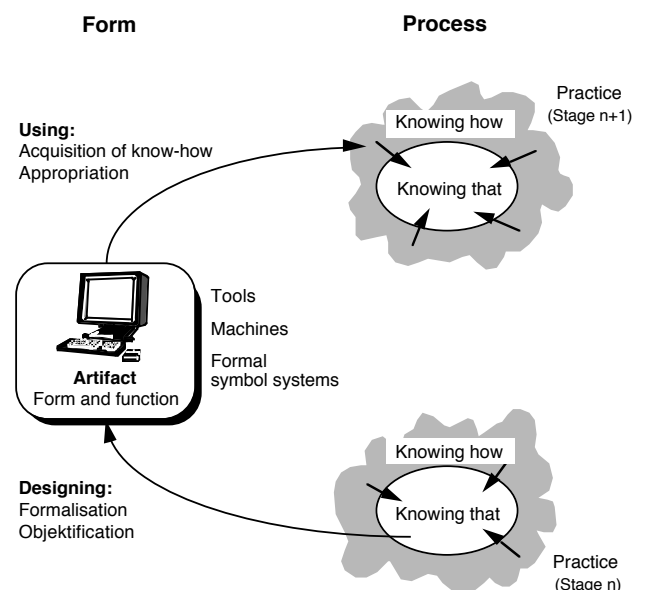 Form
Process
Practice
(Stage n+1)
Knowing how
Knowing that
Using:
Acquisition of know-how
Appropriation
Tools
Machines
Formal
symbol systems
Artifact
Form and function
Designing:
Formalisation
Objektification
Knowing how
Knowing that
Practice
(Stage n)